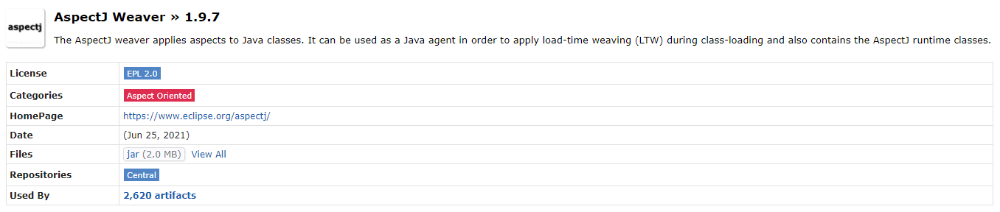 aspectj
AspectJ Weaver » 1.9.7
The AspectJ weaver applies aspects to Java classes. It can be used as a Java agent in order to apply load-time weaving (LTW) during class-loading and also contains the AspectJ runtime classes.
License EPL 2.0
Categories Aspect Oriented
HomePage https://www.eclipse.org/aspectj/
Date (Jun 25, 2021)
Files jar (2.0 MB) View All
Repositories Central
Used By 2,620 artifacts